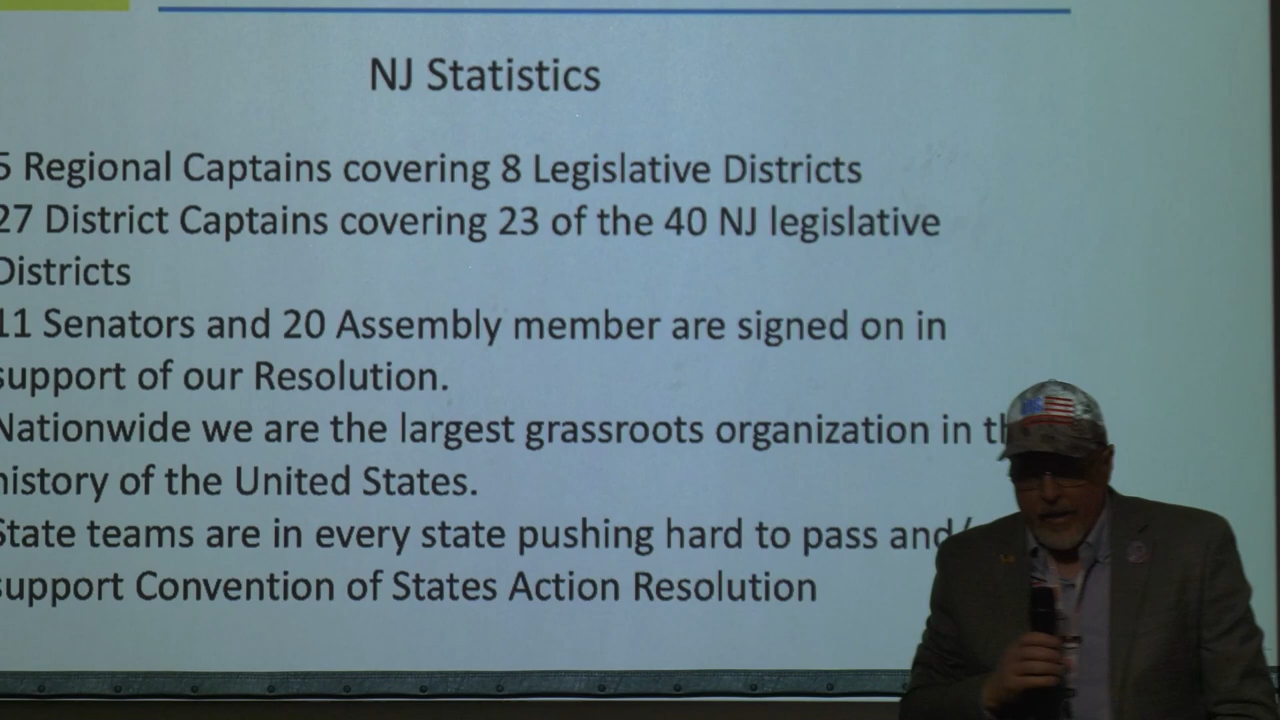 NJ Statistics
5 Regional Captains covering 8 Legislative Districts
27 District Captains covering 23 of the 40 NJ legislative
Districts
11 Senators and 20 Assembly member are signed on in
support of our Resolution.
Nationwide we are the largest grassroots organization in
history of the United States.
State teams are in every state pushing hard to pass and/
support Convention of States Action Resolution